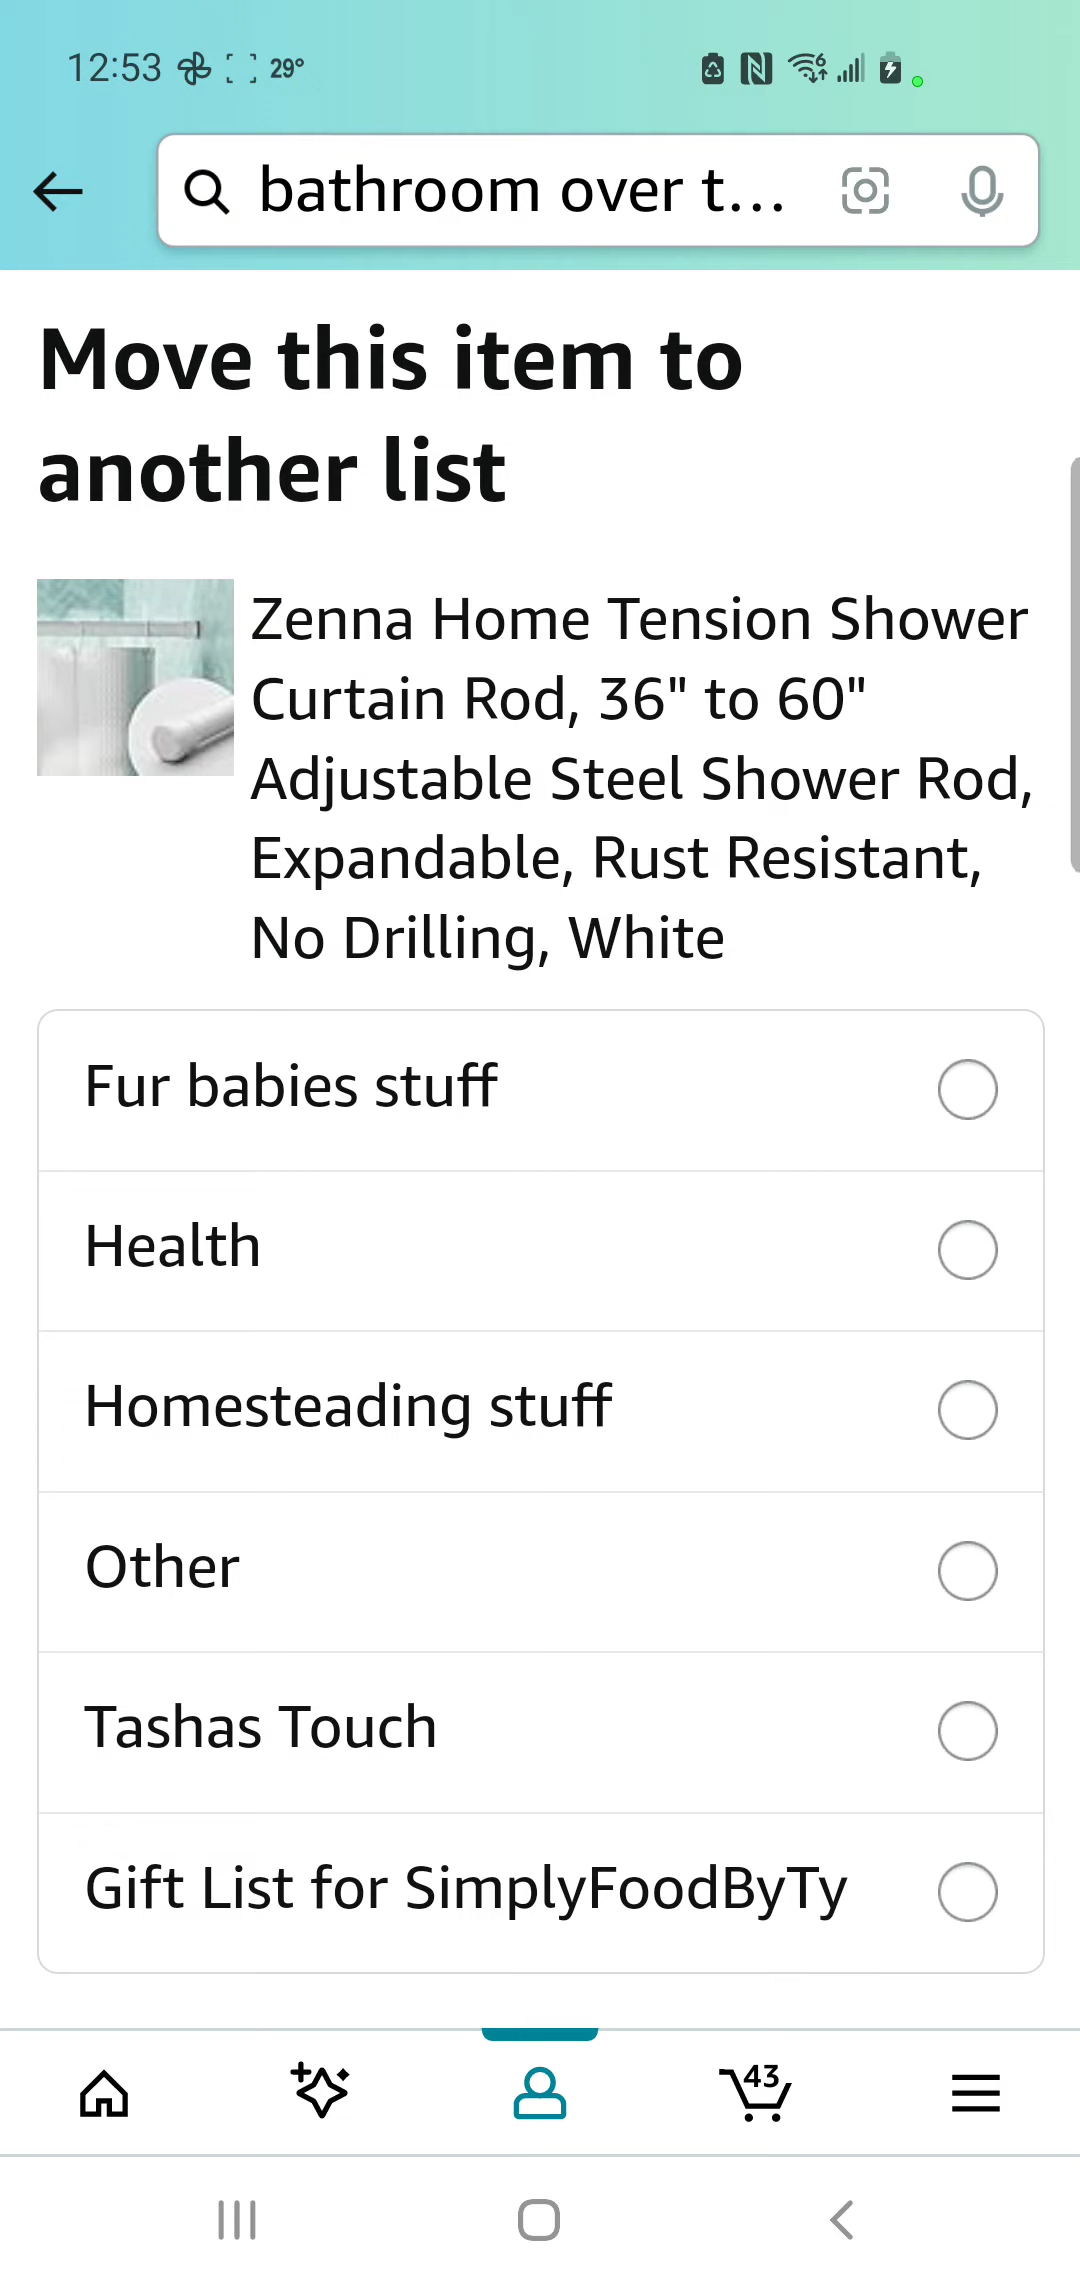 12:53 29°
bathroom over t...
Move this item to
another list
Zenna Home Tension Shower
Curtain Rod, 36" to 60"
Adjustable Steel Shower Rod,
Expandable, Rust Resistant,
No Drilling, White
Fur babies stuff
Health
Homesteading stuff
Other
Tashas Touch
Gift List for SimplyFoodByTy
43